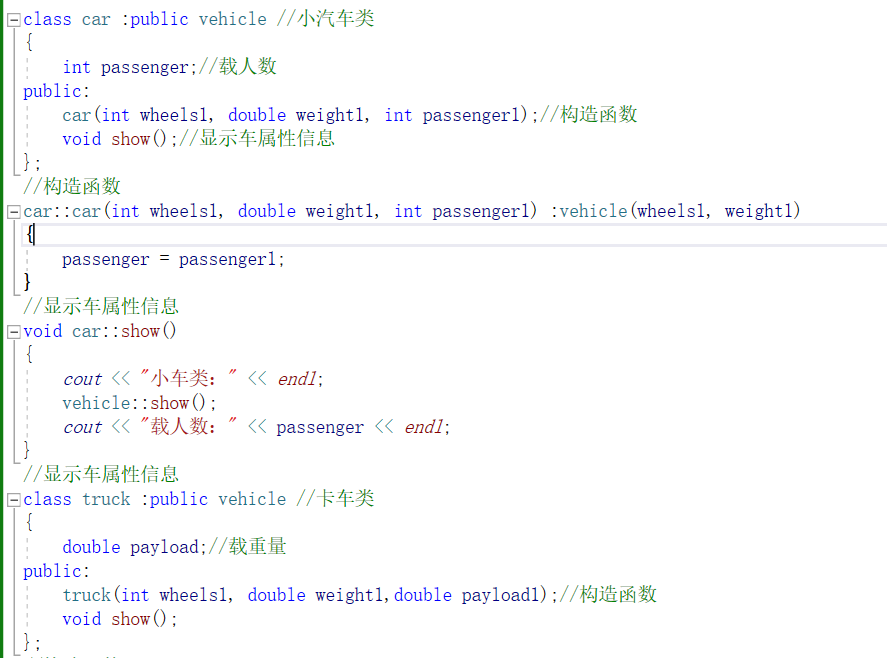 class car :public vehicle //小汽车类
{
int passenger;//载人数
public:
car(int wheels1, double weight1, int passenger1);//构造函数
void show();//显示车属性信息
};
//构造函数
car::car(int wheels1, double weight1, int passenger1) :vehicle(wheels1, weight1)
{
passenger = passenger1;
}
//显示车属性信息
void car::show()
{
cout << "小车类：" << endl;
vehicle::show();
cout << "载人数：" << passenger << endl;
}
//显示车属性信息
class truck :public vehicle //卡车类
{
double payload;//载重量
public:
truck(int wheels1, double weight1,double payload1);//构造函数
void show();
};